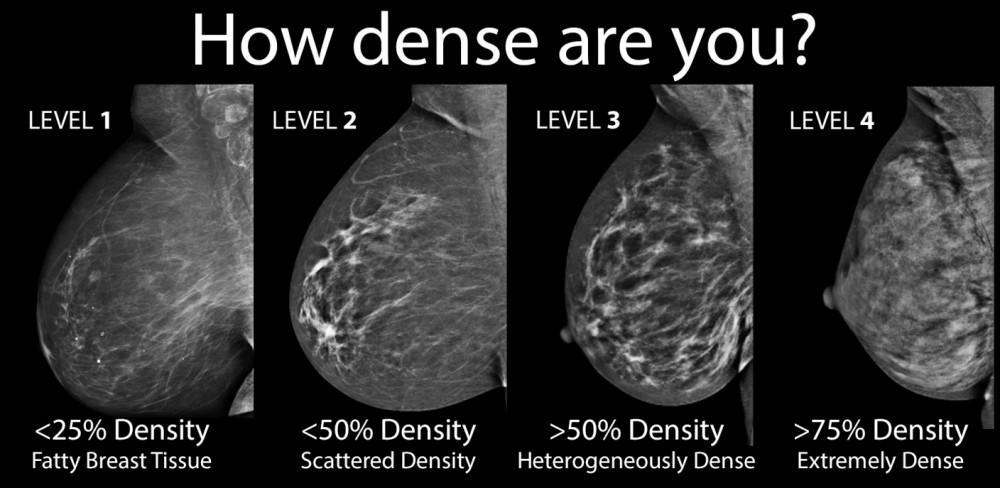 How dense are you?
LEVEL 1
LEVEL 2
LEVEL 3
LEVEL 4
<25% Density
Fatty Breast Tissue
<50% Density
Scattered Density
>50% Density
Heterogeneously Dense
>75% Density
Extremely Dense